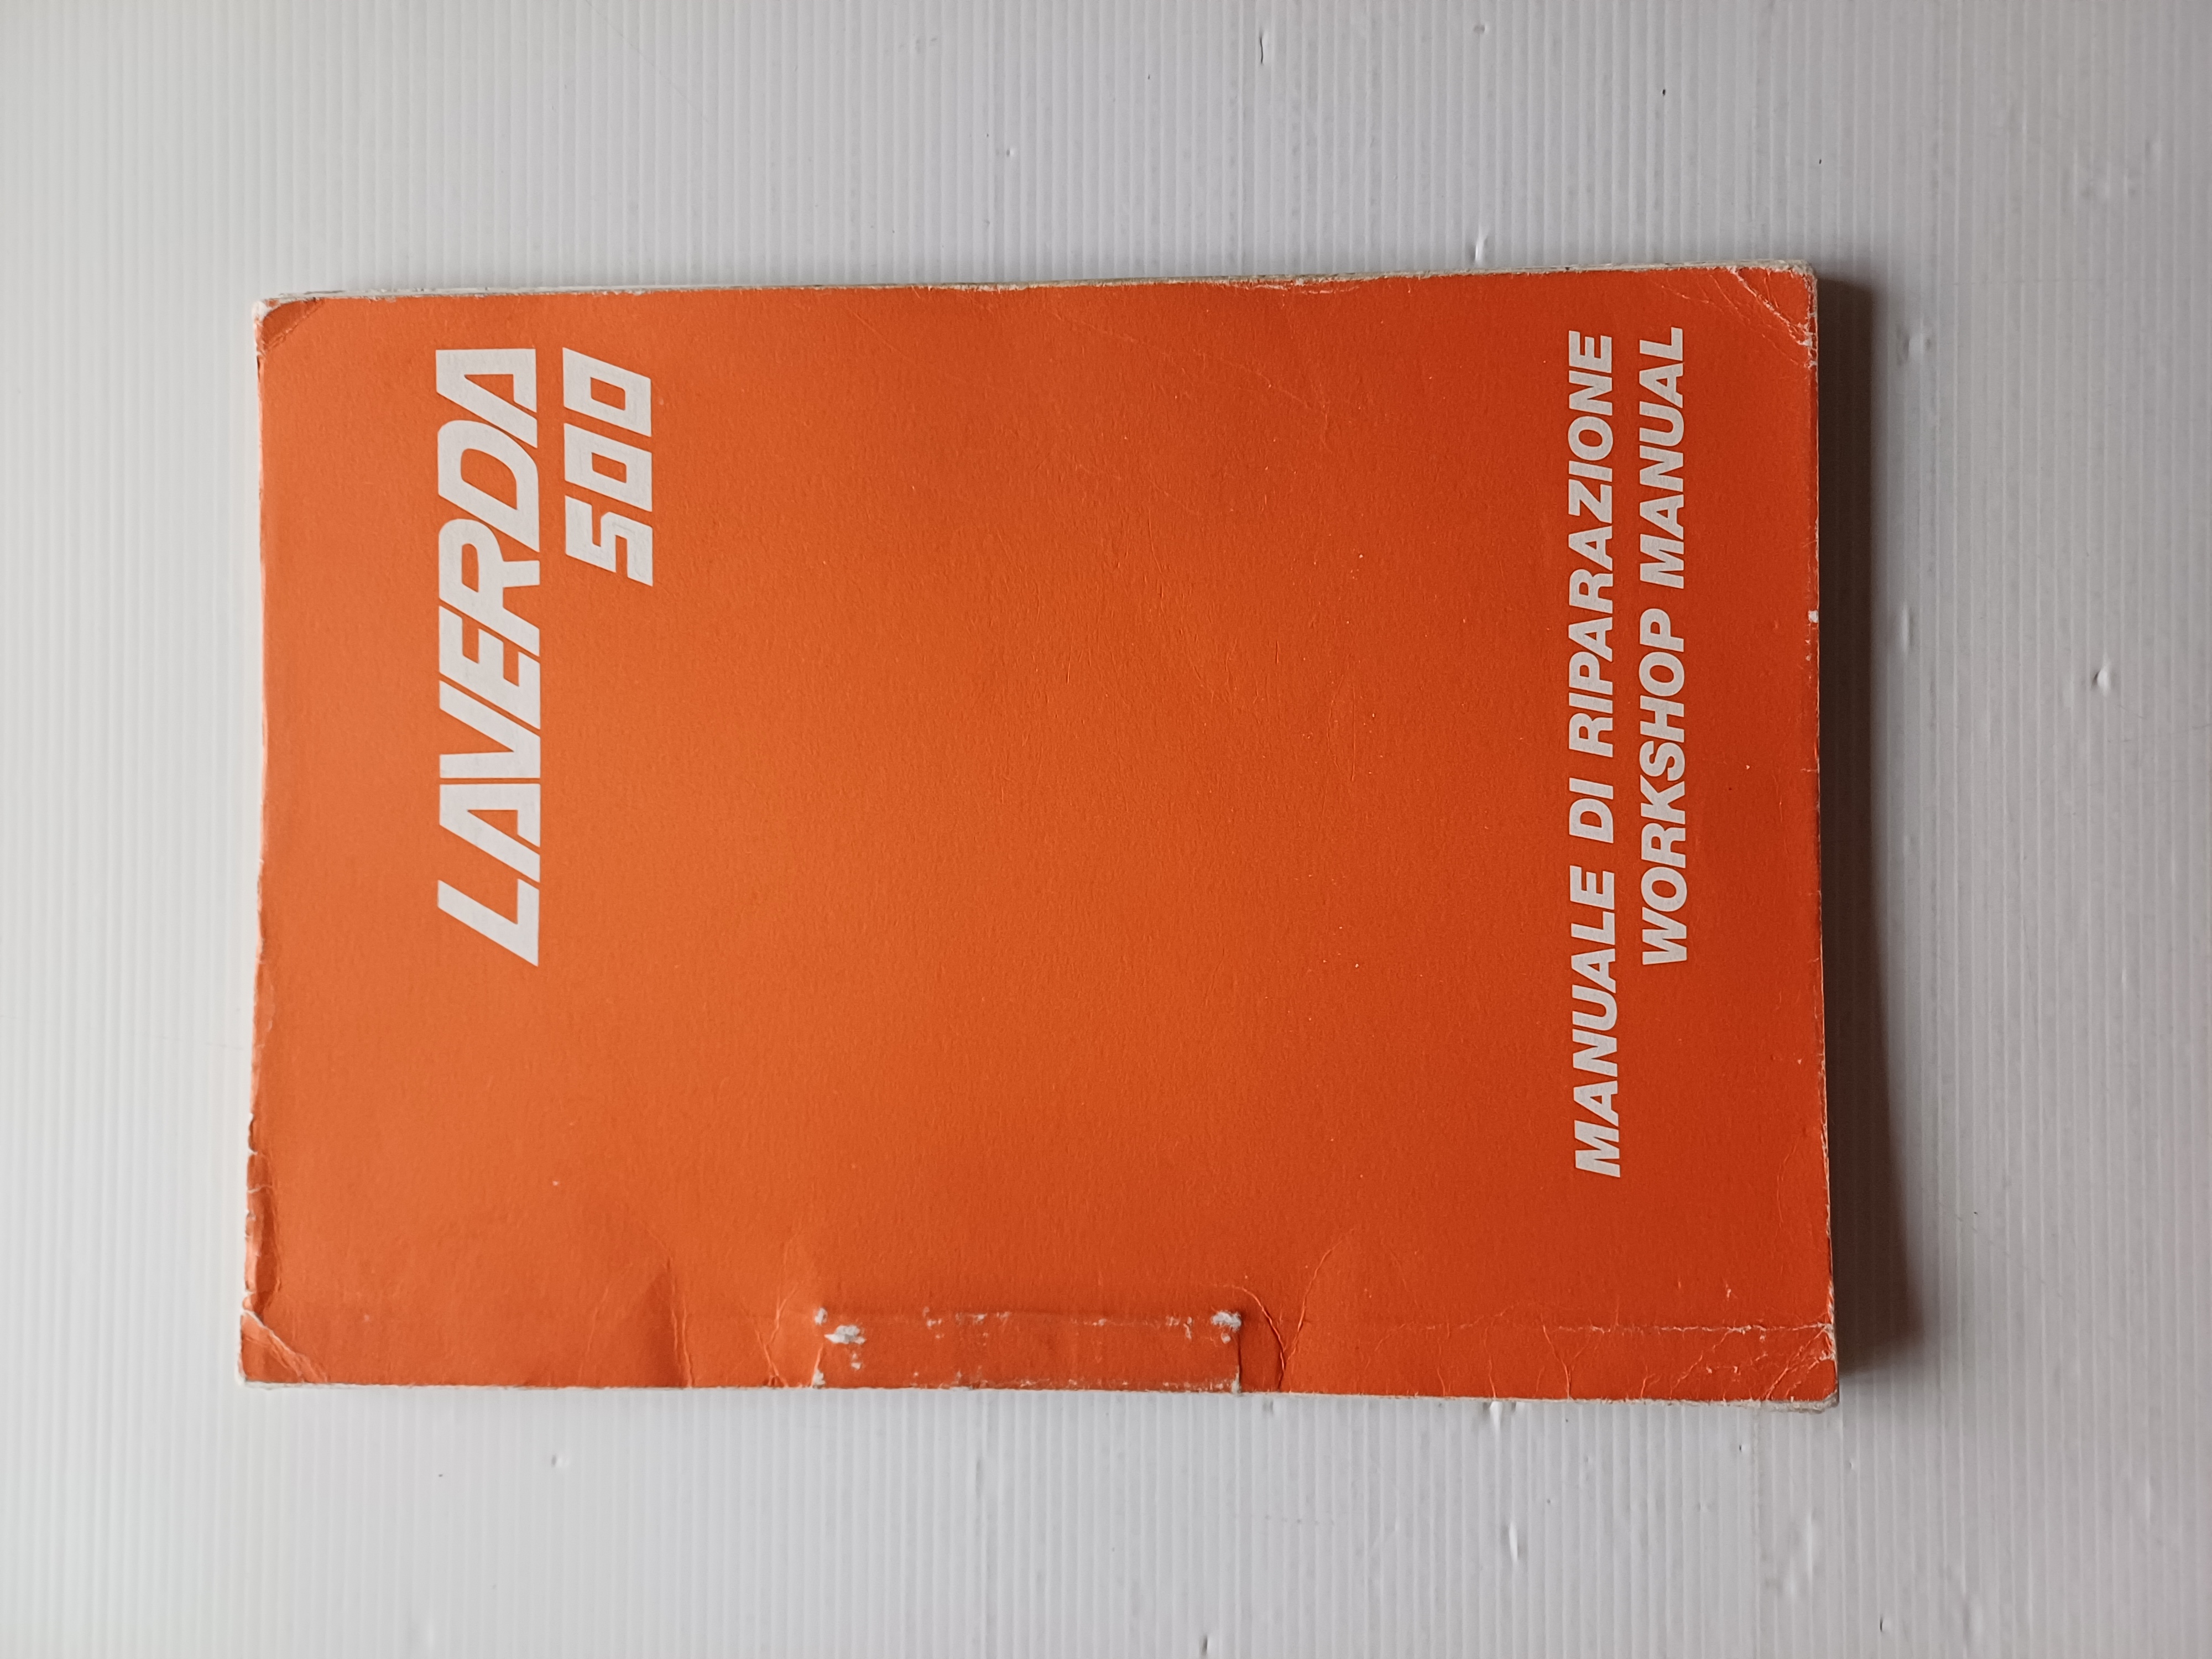 LAVERDA
500
MANUALE DI RIPARAZIONE
WORKSHOP MANUAL